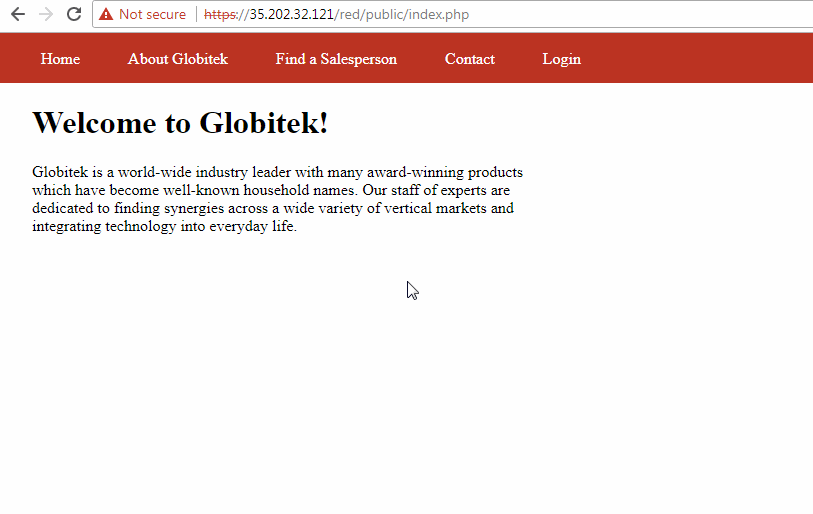 Not secure https://35.202.32.121/red/public/index.php
Home About Globitek Find a Salesperson Contact Login
Welcome to Globitek!
Globitek is a world-wide industry leader with many award-winning products
which have become well-known household names. Our staff of experts are
dedicated to finding synergies across a wide variety of vertical markets and
integrating technology into everyday life.